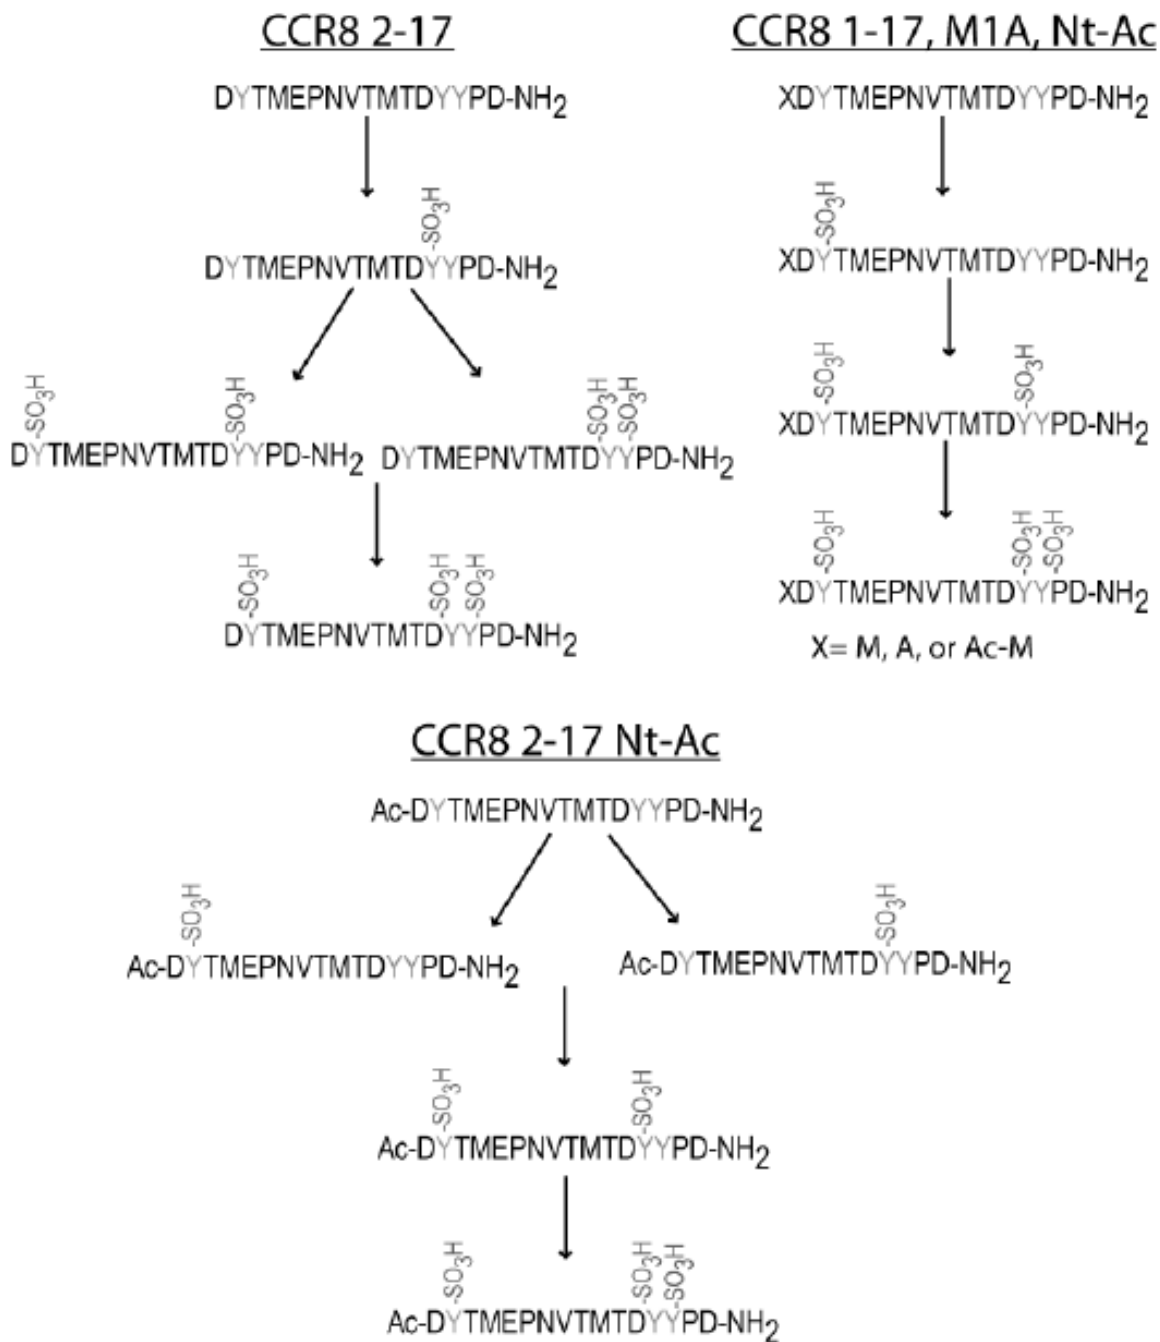 CCR8 2-17
DYTMEPNVTMTDYYPD-NH2
-SO3H
DYTMEPNVTMTDYYPD-NH2
-SO3H -SO3H
DYTMEPNVTMTDYYPD-NH2
-SO3H -SO3H
DYTMEPNVTMTDYYPD-NH2
-SO3H -SO3H -SO3H
DYTMEPNVTMTDYYPD-NH2
CCR8 1-17, M1A, Nt-Ac
XDYTMEPNVTMTDYYPD-NH2
-SO3H
XDYTMEPNVTMTDYYPD-NH2
-SO3H -SO3H
XDYTMEPNVTMTDYYPD-NH2
-SO3H -SO3H -SO3H
XDYTMEPNVTMTDYYPD-NH2
X= M, A, or Ac-M
CCR8 2-17 Nt-Ac
Ac-DYTMEPNVTMTDYYPD-NH2
-SO3H
Ac-DYTMEPNVTMTDYYPD-NH2
-SO3H
Ac-DYTMEPNVTMTDYYPD-NH2
-SO3H -SO3H
Ac-DYTMEPNVTMTDYYPD-NH2
-SO3H -SO3H -SO3H
Ac-DYTMEPNVTMTDYYPD-NH2